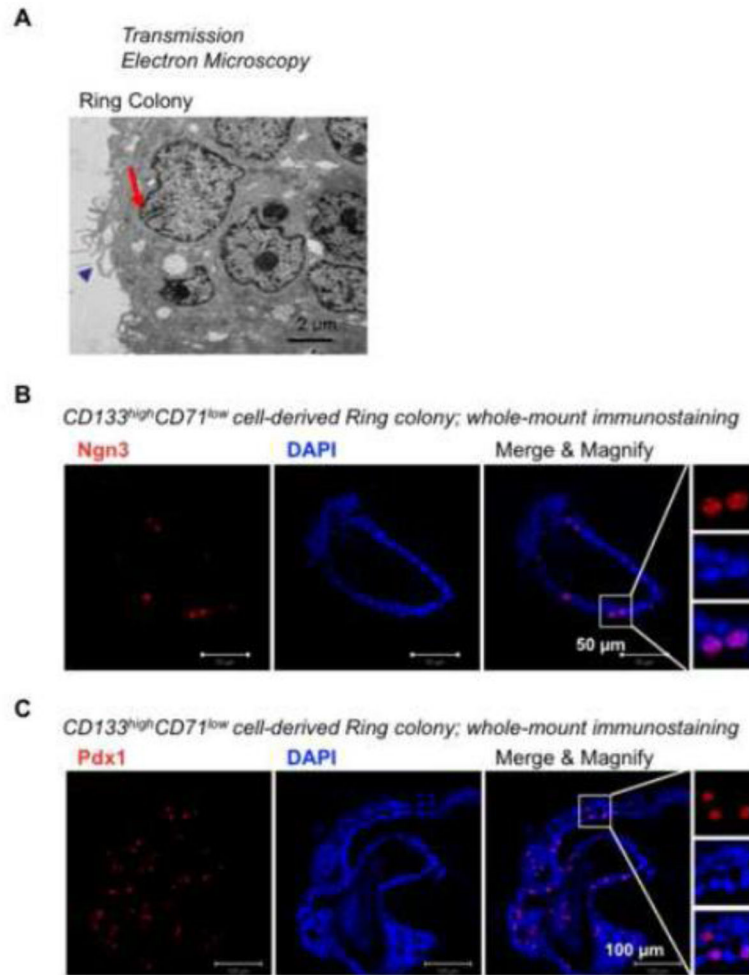 A
Transmission
Electron Microscopy
Ring Colony
2 µm
B
CD133highCD71low cell-derived Ring colony; whole-mount immunostaining
Ngn3 DAPI Merge & Magnify
50 µm
C
CD133highCD71low cell-derived Ring colony; whole-mount immunostaining
Pdx1 DAPI Merge & Magnify
100 µm